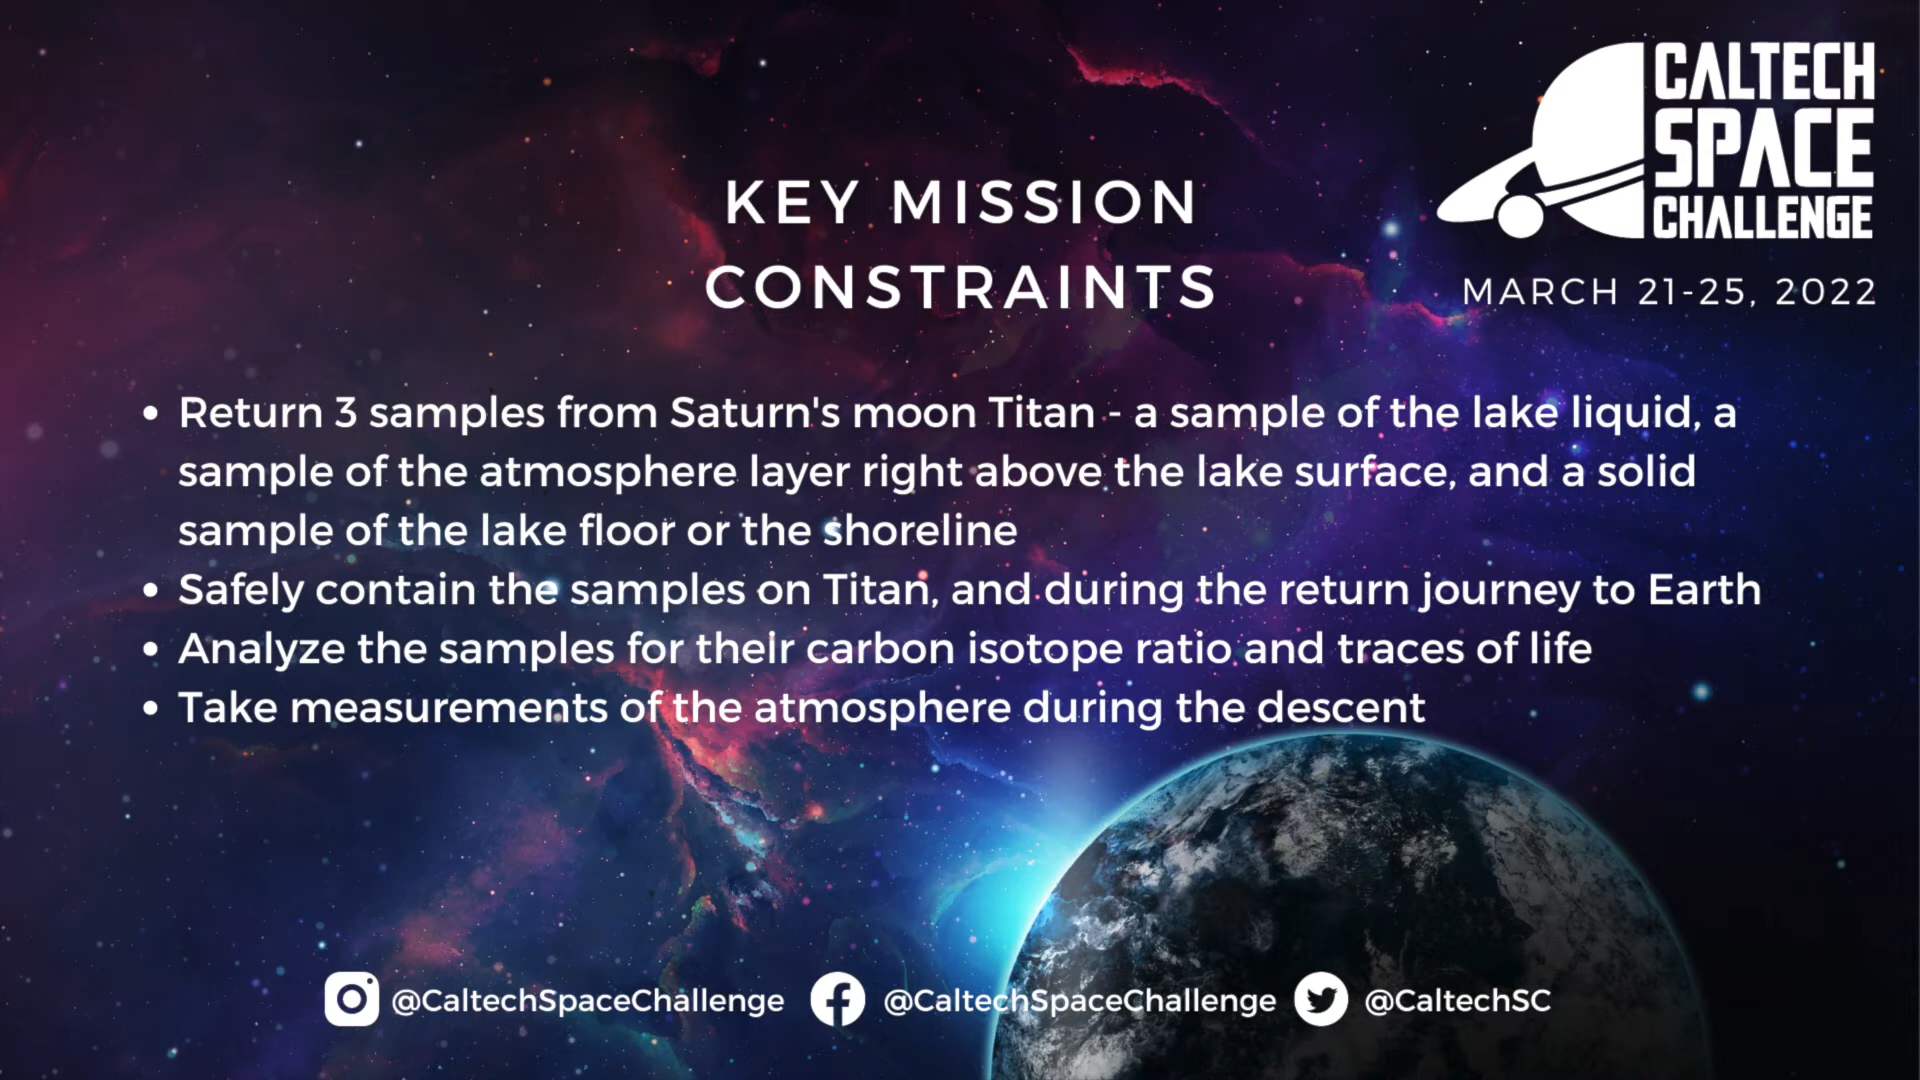 CALTECH
SPACE
CHALLENGE
MARCH 21-25, 2022
KEY MISSION
CONSTRAINTS
• Return 3 samples from Saturn's moon Titan - a sample of the lake liquid, a
sample of the atmosphere layer right above the lake surface, and a solid
sample of the lake floor or the shoreline
• Safely contain the samples on Titan, and during the return journey to Earth
• Analyze the samples for their carbon isotope ratio and traces of life
• Take measurements of the atmosphere during the descent
@CaltechSpaceChallenge @CaltechSpaceChallenge @CaltechSC